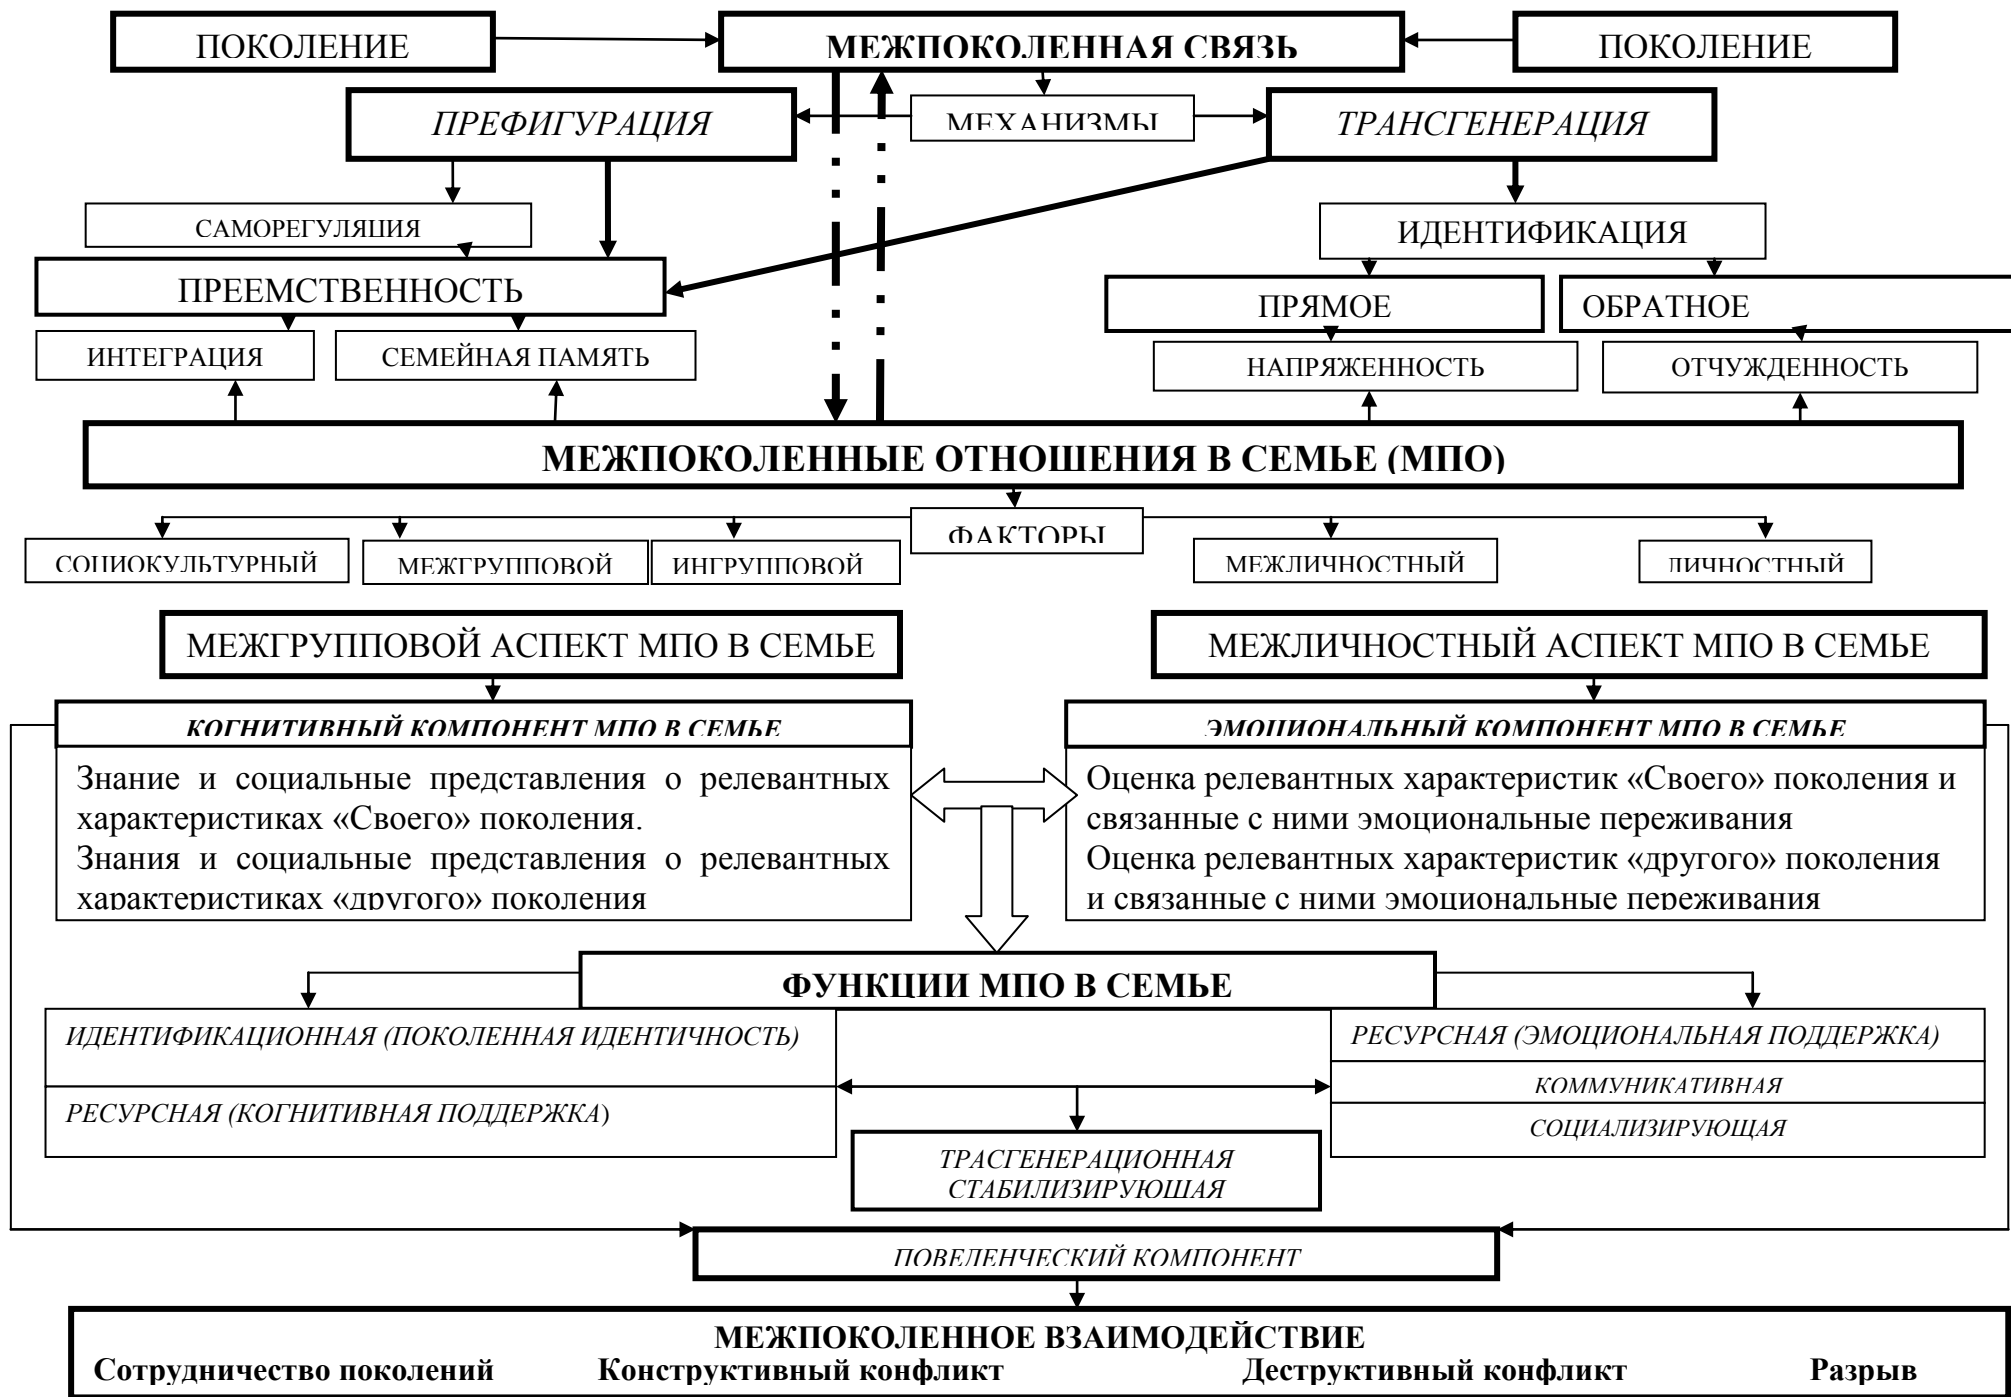 ПОКОЛЕНИЕ
МЕЖПОКОЛЕННАЯ СВЯЗЬ
ПОКОЛЕНИЕ
ПРЕФИГУРАЦИЯ
МЕХАНИЗМЫ
ТРАНСГЕНЕРАЦИЯ
САМОРЕГУЛЯЦИЯ
ИДЕНТИФИКАЦИЯ
ПРЕЕМСТВЕННОСТЬ
ПРЯМОЕ
ОБРАТНОЕ
ИНТЕГРАЦИЯ
СЕМЕЙНАЯ ПАМЯТЬ
НАПРЯЖЕННОСТЬ
ОТЧУЖДЕННОСТЬ
МЕЖПОКОЛЕННЫЕ ОТНОШЕНИЯ В СЕМЬЕ (МПО)
ФАКТОРЫ
СОЦИОКУЛЬТУРНЫЙ
МЕЖГРУППОВОЙ
ИНГРУППОВОЙ
МЕЖЛИЧНОСТНЫЙ
ЛИЧНОСТНЫЙ
МЕЖГРУППОВОЙ АСПЕКТ МПО В СЕМЬЕ
МЕЖЛИЧНОСТНЫЙ АСПЕКТ МПО В СЕМЬЕ
КОГНИТИВНЫЙ КОМПОНЕНТ МПО В СЕМЬЕ
Знание и социальные представления о релевантных
характеристиках «Своего» поколения.
Знания и социальные представления о релевантных
характеристиках «другого» поколения
ЭМОЦИОНАЛЬНЫЙ КОМПОНЕНТ МПО В СЕМЬЕ
Оценка релевантных характеристик «Своего» поколения и
связанные с ними эмоциональные переживания
Оценка релевантных характеристик «другого» поколения
и связанные с ними эмоциональные переживания
ФУНКЦИИ МПО В СЕМЬЕ
ИДЕНТИФИКАЦИОННАЯ (ПОКОЛЕННАЯ ИДЕНТИЧНОСТЬ)
РЕСУРСНАЯ (КОГНИТИВНАЯ ПОДДЕРЖКА)
РЕСУРСНАЯ (ЭМОЦИОНАЛЬНАЯ ПОДДЕРЖКА)
КОММУНИКАТИВНАЯ
СОЦИАЛИЗИРУЮЩАЯ
ТРАСГЕНЕРАЦИОННАЯ
СТАБИЛИЗИРУЮЩАЯ
ПОВЕДЕНЧЕСКИЙ КОМПОНЕНТ
МЕЖПОКОЛЕННОЕ ВЗАИМОДЕЙСТВИЕ
Сотрудничество поколений Конструктивный конфликт Деструктивный конфликт Разрыв